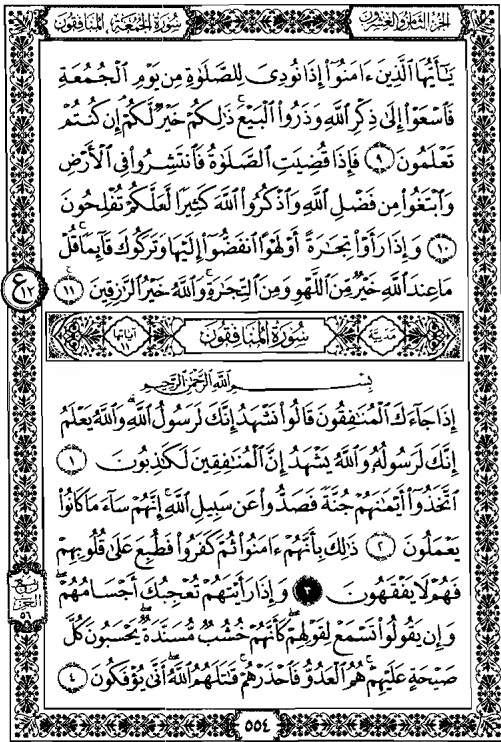 الجزء الثامن والعشرون
سورة الجمعة، المنافقون
يَـٰٓأَيُّهَا ٱلَّذِينَ ءَامَنُوٓا۟ إِذَا نُودِىَ لِلصَّلَوٰةِ مِن يَوْمِ ٱلْجُمُعَةِ
فَٱسْعَوْا۟ إِلَىٰ ذِكْرِ ٱللَّهِ وَذَرُوا۟ ٱلْبَيْعَ ۚ ذَٰلِكُمْ خَيْرٌ لَّكُمْ إِن كُنتُمْ
تَعْلَمُونَ ٩ فَإِذَا قُضِيَتِ ٱلصَّلَوٰةُ فَٱنتَشِرُوا۟ فِى ٱلْأَرْضِ
وَٱبْتَغُوا۟ مِن فَضْلِ ٱللَّهِ وَٱذْكُرُوا۟ ٱللَّهَ كَثِيرًا لَّعَلَّكُمْ تُفْلِحُونَ
١٠ وَإِذَا رَأَوْا۟ تِجَـٰرَةً أَوْ لَهْوًا ٱنفَضُّوٓا۟ إِلَيْهَا وَتَرَكُوكَ قَآئِمًا ۚ قُلْ
مَا عِندَ ٱللَّهِ خَيْرٌ مِّنَ ٱللَّهْوِ وَمِنَ ٱلتِّجَـٰرَةِ ۚ وَٱللَّهُ خَيْرُ ٱلرَّٰزِقِينَ ١١
ع ١٢
مدنية
سورة المنافقون
آياتها ١١
بِسْمِ ٱللَّهِ ٱلرَّحْمَـٰنِ ٱلرَّحِيمِ
إِذَا جَآءَكَ ٱلْمُنَـٰفِقُونَ قَالُوا۟ نَشْهَدُ إِنَّكَ لَرَسُولُ ٱللَّهِ ۗ وَٱللَّهُ يَعْلَمُ
إِنَّكَ لَرَسُولُهُۥ وَٱللَّهُ يَشْهَدُ إِنَّ ٱلْمُنَـٰفِقِينَ لَكَـٰذِبُونَ ١
ٱتَّخَذُوٓا۟ أَيْمَـٰنَهُمْ جُنَّةً فَصَدُّوا۟ عَن سَبِيلِ ٱللَّهِ ۚ إِنَّهُمْ سَآءَ مَا كَانُوا۟
يَعْمَلُونَ ٢ ذَٰلِكَ بِأَنَّهُمْ ءَامَنُوا۟ ثُمَّ كَفَرُوا۟ فَطُبِعَ عَلَىٰ قُلُوبِهِمْ
فَهُمْ لَا يَفْقَهُونَ ٣ وَإِذَا رَأَيْتَهُمْ تُعْجِبُكَ أَجْسَامُهُمْ ۖ
ربع الحزب ٥٦
وَإِن يَقُولُوا۟ تَسْمَعْ لِقَوْلِهِمْ ۖ كَأَنَّهُمْ خُشُبٌ مُّسَنَّدَةٌ ۖ يَحْسَبُونَ كُلَّ
صَيْحَةٍ عَلَيْهِمْ ۚ هُمُ ٱلْعَدُوُّ فَٱحْذَرْهُمْ ۚ قَـٰتَلَهُمُ ٱللَّهُ ۖ أَنَّىٰ يُؤْفَكُونَ ٤
٥٥٤